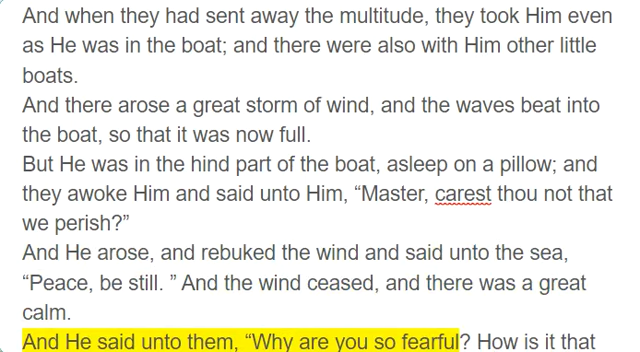 And when they had sent away the multitude, they took Him even
as He was in the boat; and there were also with Him other little
boats.
And there arose a great storm of wind, and the waves beat into
the boat, so that it was now full.
But He was in the hind part of the boat, asleep on a pillow; and
they awoke Him and said unto Him, “Master, carest thou not that
we perish?”
And He arose, and rebuked the wind and said unto the sea,
“Peace, be still. ” And the wind ceased, and there was a great
calm.
And He said unto them, “Why are you so fearful? How is it that